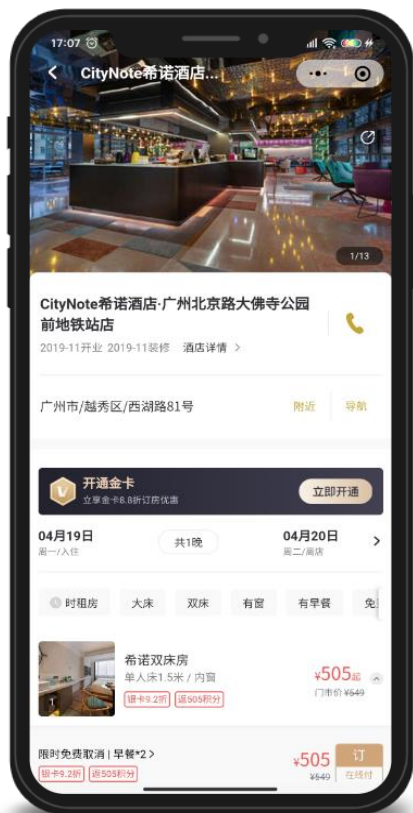 17:07
CityNote希诺酒店...
1/13
CityNote希诺酒店·广州北京路大佛寺公园
前地铁站店
2019-11开业 2019-11装修 酒店详情 >
广州市/越秀区/西湖路81号 附近 导航
开通金卡
立享金卡8.8折订房优惠
立即开通
04月19日 共1晚 04月20日 >
周一/入住 周二/离店
时租房 大床 双床 有窗 有早餐 免
希诺双床房
单人床1.5米 / 内窗 ¥505起
银卡9.2折 返505积分 门市价 ¥549
限时免费取消 | 早餐*2 > ¥505 订
银卡9.2折 返505积分 ¥549 在线付